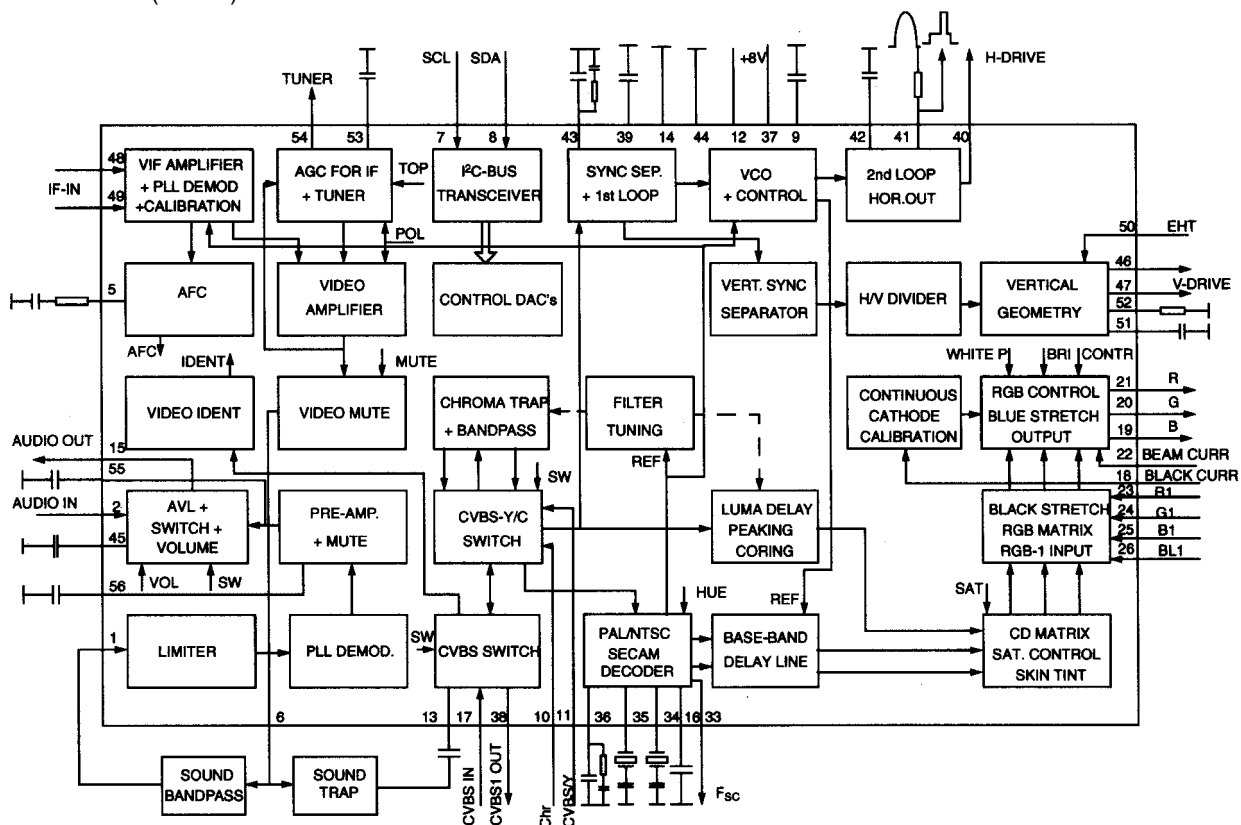 H-DRIVE
SCL SDA +8V
TUNER
54 53 7 8 43 39 14 44 12 37 9 42 41 40
48
IF-IN
49
VIF AMPLIFIER
+ PLL DEMOD
+CALIBRATION
AGC FOR IF
+ TUNER
TOP
I²C-BUS
TRANSCEIVER
SYNC SEP.
+ 1st LOOP
VCO
+ CONTROL
2nd LOOP
HOR.OUT
POL
50 EHT
5
AFC
VIDEO
AMPLIFIER
CONTROL DAC's
VERT. SYNC
SEPARATOR
H/V DIVIDER
VERTICAL
GEOMETRY
46
47 V-DRIVE
52
51
AFC
IDENT
MUTE
WHITE P BRI CONTR
VIDEO IDENT
VIDEO MUTE
CHROMA TRAP
+ BANDPASS
FILTER
TUNING
CONTINUOUS
CATHODE
CALIBRATION
RGB CONTROL
BLUE STRETCH
OUTPUT
21 R
20 G
19 B
22 BEAM CURR
18 BLACK CURR
AUDIO OUT
15
55
REF
SW
AUDIO IN
2
45
AVL +
SWITCH +
VOLUME
PRE-AMP.
+ MUTE
CVBS-Y/C
SWITCH
LUMA DELAY
PEAKING
CORING
BLACK STRETCH
RGB MATRIX
RGB-1 INPUT
23 R1
24 G1
25 B1
26 BL1
VOL SW
56
HUE
REF
SAT
1
LIMITER
PLL DEMOD.
SW
CVBS SWITCH
PAL/NTSC
SECAM
DECODER
BASE-BAND
DELAY LINE
CD MATRIX
SAT. CONTROL
SKIN TINT
6 13 17 38 10 11 36 35 34 16 33
SOUND
BANDPASS
SOUND
TRAP
CVBS IN
CVBS1 OUT
Chr
CVBS/Y
FSC